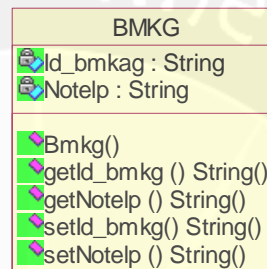 BMKG
Id_bmkag : String
Notelp : String
Bmkg()
getId_bmkg () String()
getNotelp () String()
setId_bmkg() String()
setNotelp () String()